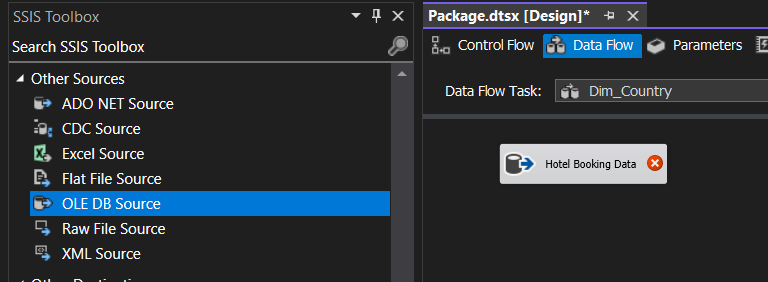 SSIS Toolbox
Search SSIS Toolbox
Other Sources
ADO NET Source
CDC Source
Excel Source
Flat File Source
OLE DB Source
Raw File Source
XML Source
Package.dtsx [Design]*
Control Flow
Data Flow
Parameters
Data Flow Task:
Dim_Country
Hotel Booking Data